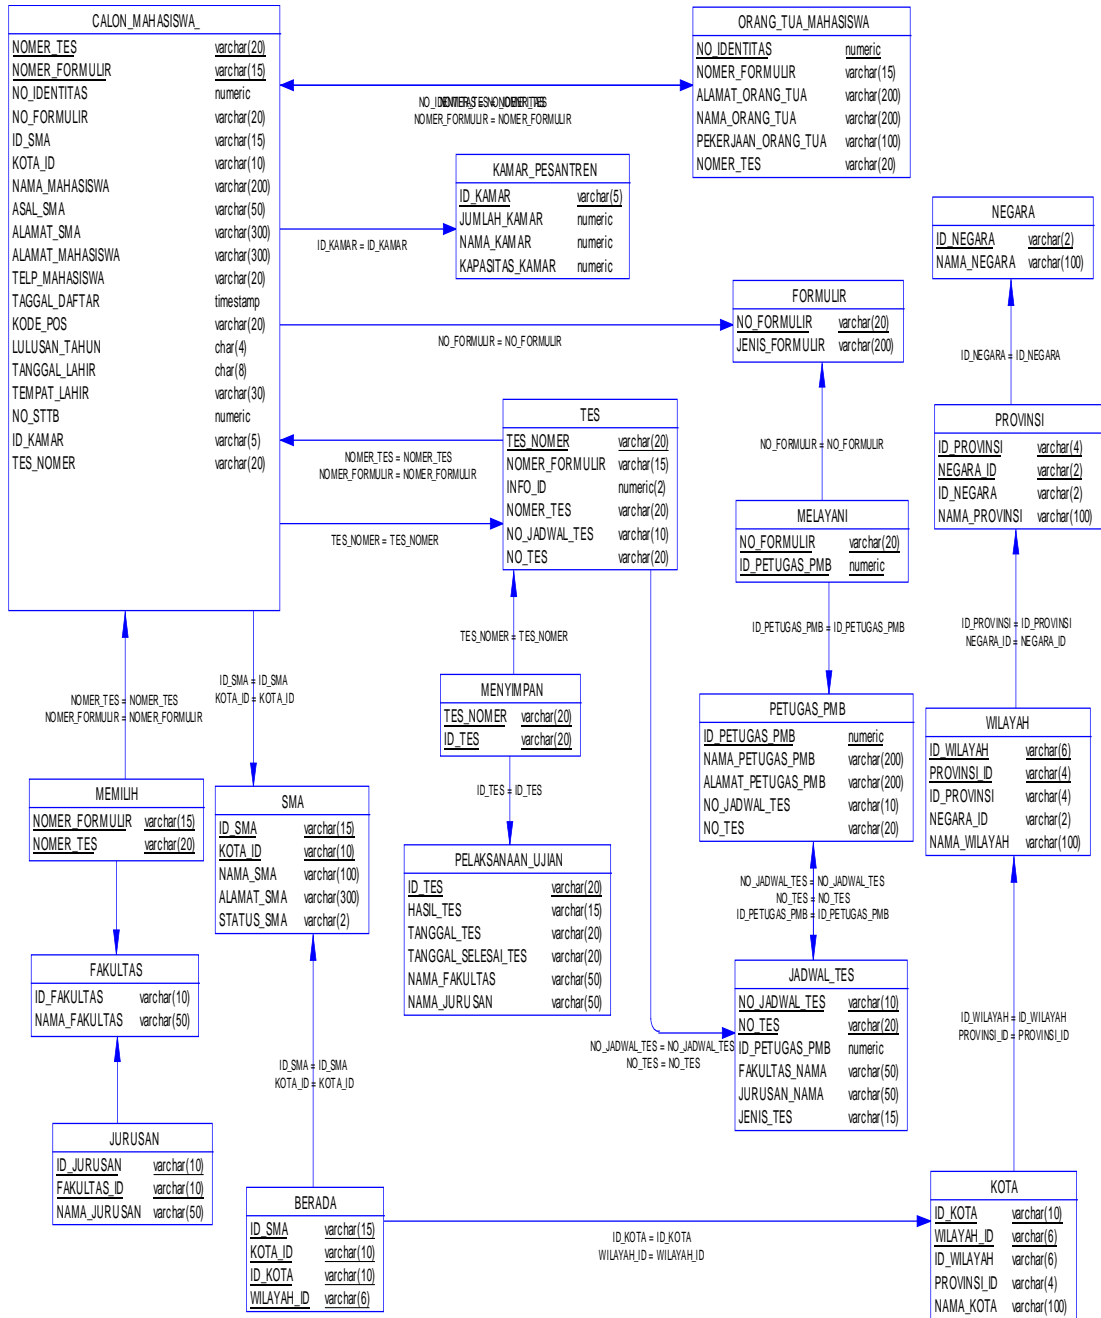 CALON_MAHASISWA_
NOMER_TES varchar(20)
NOMER_FORMULIR varchar(15)
NO_IDENTITAS numeric
NO_FORMULIR varchar(20)
ID_SMA varchar(15)
KOTA_ID varchar(10)
NAMA_MAHASISWA varchar(200)
ASAL_SMA varchar(50)
ALAMAT_SMA varchar(300)
ALAMAT_MAHASISWA varchar(300)
TELP_MAHASISWA varchar(20)
TAGGAL_DAFTAR timestamp
KODE_POS varchar(20)
LULUSAN_TAHUN char(4)
TANGGAL_LAHIR char(8)
TEMPAT_LAHIR varchar(30)
NO_STTB numeric
ID_KAMAR varchar(5)
TES_NOMER varchar(20)
ORANG_TUA_MAHASISWA
NO_IDENTITAS numeric
NOMER_FORMULIR varchar(15)
ALAMAT_ORANG_TUA varchar(200)
NAMA_ORANG_TUA varchar(200)
PEKERJAAN_ORANG_TUA varchar(100)
NOMER_TES varchar(20)
NOMER_FORMULIR = NOMER_FORMULIR
KAMAR_PESANTREN
ID_KAMAR varchar(5)
JUMLAH_KAMAR numeric
NAMA_KAMAR numeric
KAPASITAS_KAMAR numeric
ID_KAMAR = ID_KAMAR
NEGARA
ID_NEGARA varchar(2)
NAMA_NEGARA varchar(100)
FORMULIR
NO_FORMULIR varchar(20)
JENIS_FORMULIR varchar(200)
NO_FORMULIR = NO_FORMULIR
ID_NEGARA = ID_NEGARA
TES
TES_NOMER varchar(20)
NOMER_FORMULIR varchar(15)
INFO_ID numeric(2)
NOMER_TES varchar(20)
NO_JADWAL_TES varchar(10)
NO_TES varchar(20)
NOMER_TES = NOMER_TES
NOMER_FORMULIR = NOMER_FORMULIR
TES_NOMER = TES_NOMER
NO_FORMULIR = NO_FORMULIR
PROVINSI
ID_PROVINSI varchar(4)
NEGARA_ID varchar(2)
ID_NEGARA varchar(2)
NAMA_PROVINSI varchar(100)
MELAYANI
NO_FORMULIR varchar(20)
ID_PETUGAS_PMB numeric
ID_PETUGAS_PMB = ID_PETUGAS_PMB
ID_PROVINSI = ID_PROVINSI
NEGARA_ID = NEGARA_ID
TES_NOMER = TES_NOMER
ID_SMA = ID_SMA
KOTA_ID = KOTA_ID
NOMER_TES = NOMER_TES
NOMER_FORMULIR = NOMER_FORMULIR
MENYIMPAN
TES_NOMER varchar(20)
ID_TES varchar(20)
ID_TES = ID_TES
PETUGAS_PMB
ID_PETUGAS_PMB numeric
NAMA_PETUGAS_PMB varchar(200)
ALAMAT_PETUGAS_PMB varchar(200)
NO_JADWAL_TES varchar(10)
NO_TES varchar(20)
WILAYAH
ID_WILAYAH varchar(6)
PROVINSI_ID varchar(4)
ID_PROVINSI varchar(4)
NEGARA_ID varchar(2)
NAMA_WILAYAH varchar(100)
MEMILIH
NOMER_FORMULIR varchar(15)
NOMER_TES varchar(20)
SMA
ID_SMA varchar(15)
KOTA_ID varchar(10)
NAMA_SMA varchar(100)
ALAMAT_SMA varchar(300)
STATUS_SMA varchar(2)
PELAKSANAAN_UJIAN
ID_TES varchar(20)
HASIL_TES varchar(15)
TANGGAL_TES varchar(20)
TANGGAL_SELESAI_TES varchar(20)
NAMA_FAKULTAS varchar(50)
NAMA_JURUSAN varchar(50)
NO_JADWAL_TES = NO_JADWAL_TES
NO_TES = NO_TES
ID_PETUGAS_PMB = ID_PETUGAS_PMB
FAKULTAS
ID_FAKULTAS varchar(10)
NAMA_FAKULTAS varchar(50)
JADWAL_TES
NO_JADWAL_TES varchar(10)
NO_TES varchar(20)
ID_PETUGAS_PMB numeric
FAKULTAS_NAMA varchar(50)
JURUSAN_NAMA varchar(50)
JENIS_TES varchar(15)
NO_JADWAL_TES = NO_JADWAL_TES
NO_TES = NO_TES
ID_WILAYAH = ID_WILAYAH
PROVINSI_ID = PROVINSI_ID
ID_SMA = ID_SMA
KOTA_ID = KOTA_ID
JURUSAN
ID_JURUSAN varchar(10)
FAKULTAS_ID varchar(10)
NAMA_JURUSAN varchar(50)
BERADA
ID_SMA varchar(15)
KOTA_ID varchar(10)
ID_KOTA varchar(10)
WILAYAH_ID varchar(6)
ID_KOTA = ID_KOTA
WILAYAH_ID = WILAYAH_ID
KOTA
ID_KOTA varchar(10)
WILAYAH_ID varchar(6)
ID_WILAYAH varchar(6)
PROVINSI_ID varchar(4)
NAMA_KOTA varchar(100)